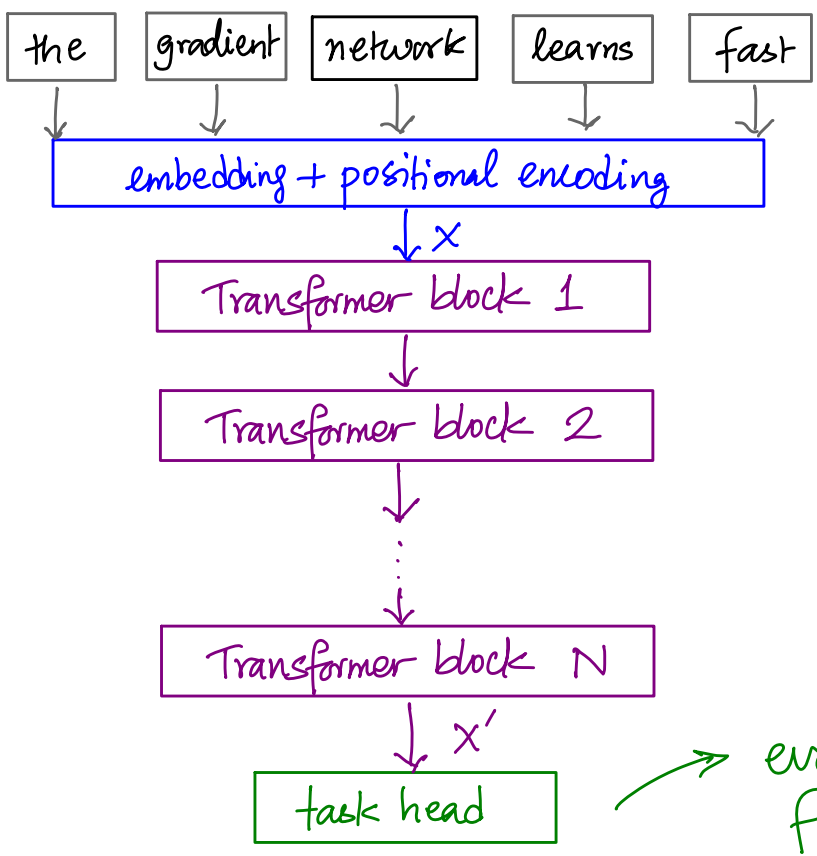 the gradient network learns fast
embedding + positional encoding
x
Transformer block 1
Transformer block 2
Transformer block N
x'
task head